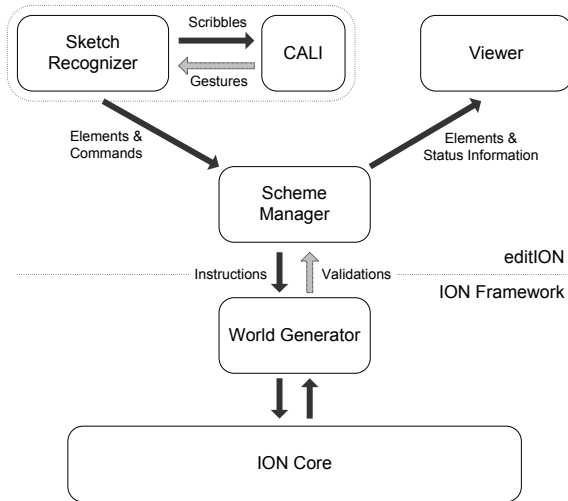 Sketch
Recognizer
Scribbles
Gestures
CALI
Viewer
Elements &
Commands
Elements &
Status Information
Scheme
Manager
editION
Instructions
Validations
ION Framework
World Generator
ION Core